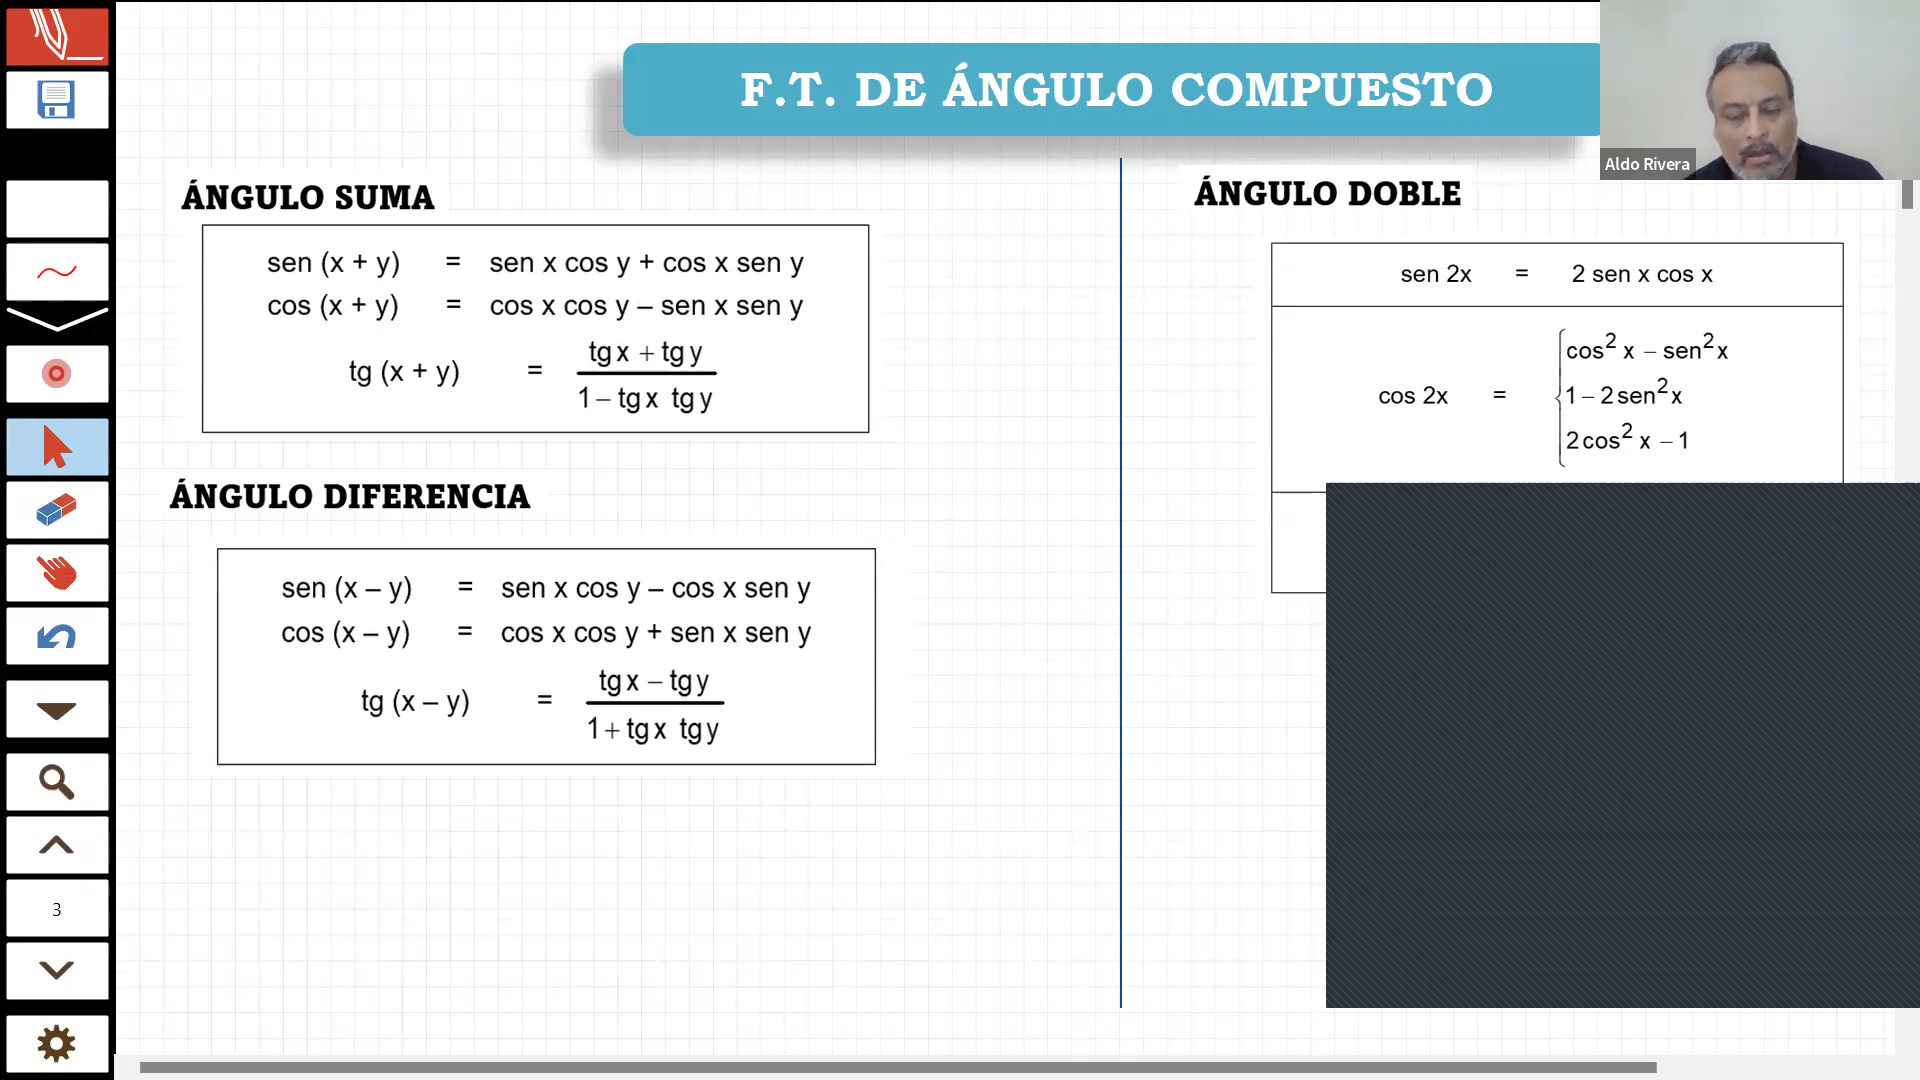 F.T. DE ÁNGULO COMPUESTO
Aldo Rivera
ÁNGULO SUMA
sen (x + y) = sen x cos y + cos x sen y
cos (x + y) = cos x cos y – sen x sen y
tg (x + y) = tg x + tg y
1 – tg x tg y
ÁNGULO DIFERENCIA
sen (x – y) = sen x cos y – cos x sen y
cos (x – y) = cos x cos y + sen x sen y
tg (x – y) = tg x – tg y
1 + tg x tg y
ÁNGULO DOBLE
sen 2x = 2 sen x cos x
cos² x – sen² x
cos 2x = 1 – 2 sen² x
2 cos² x – 1
3